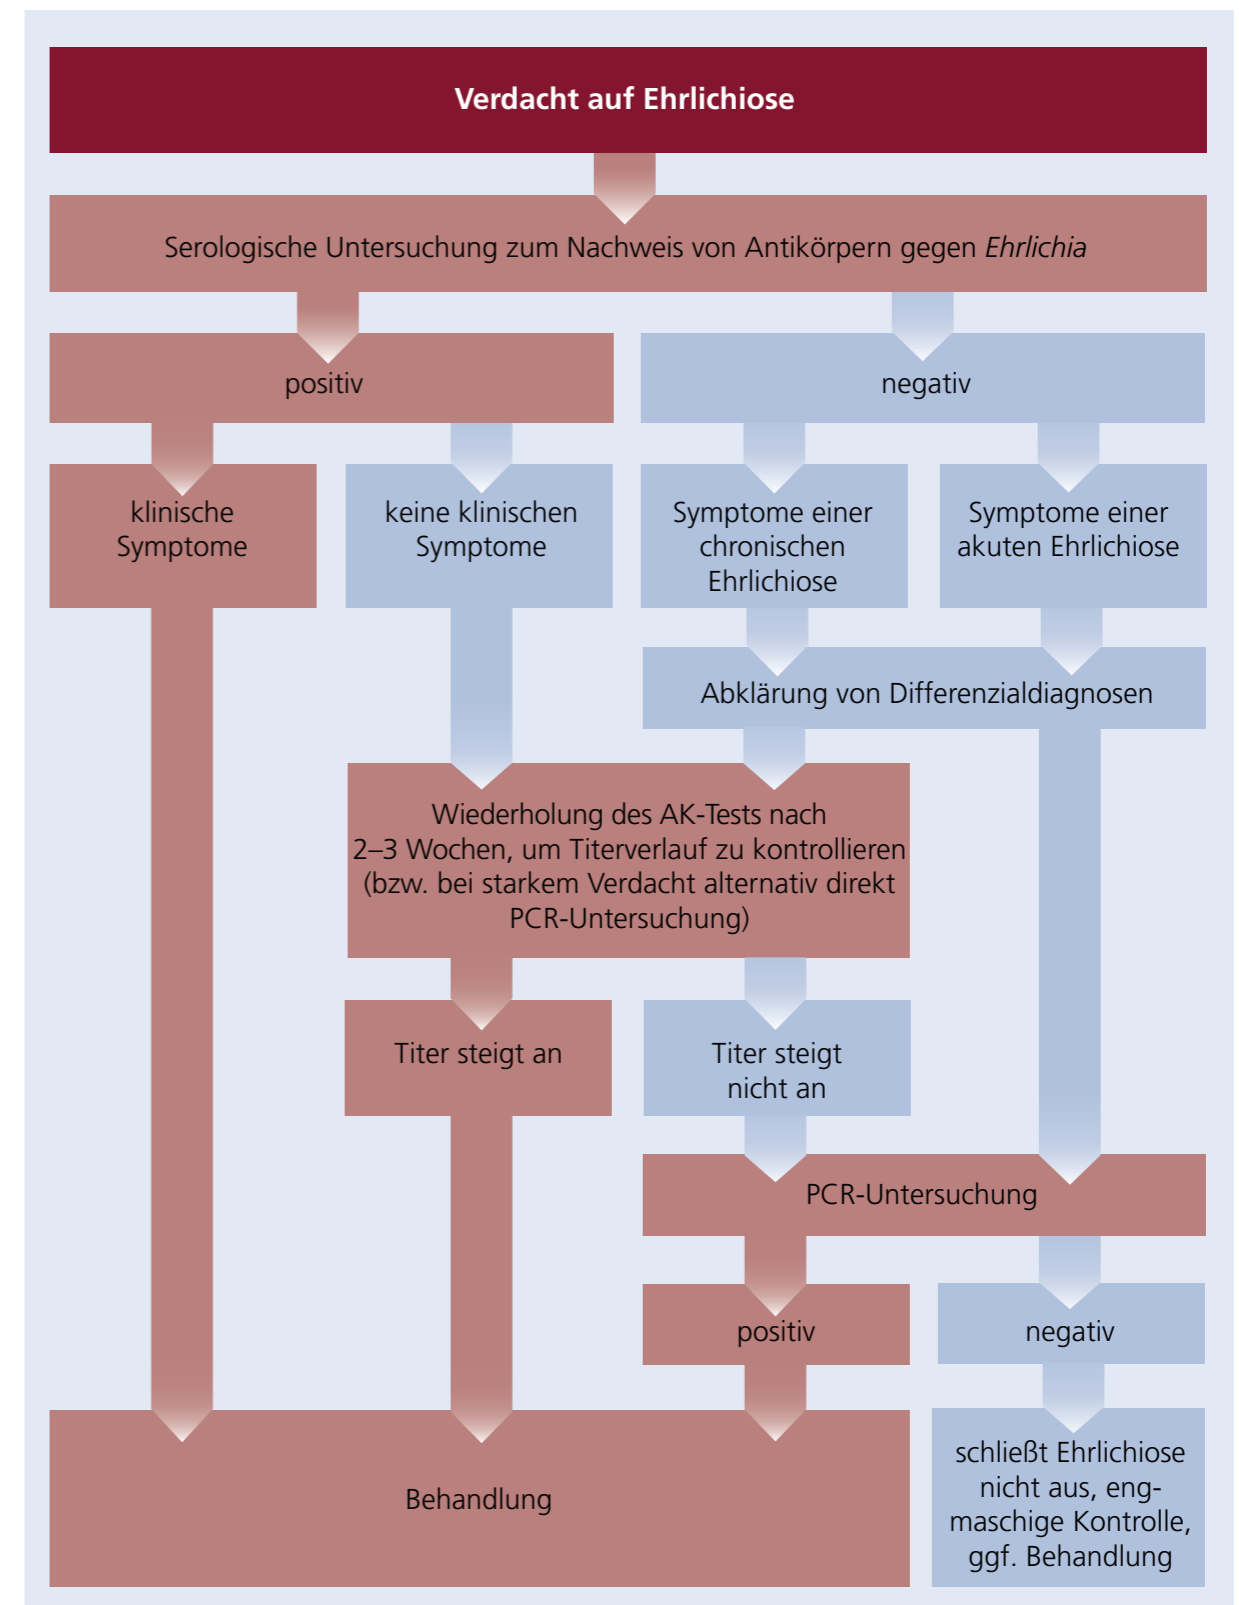 Verdacht auf Ehrlichiose
Serologische Untersuchung zum Nachweis von Antikörpern gegen Ehrlichia
positiv
negativ
klinische
Symptome
keine klinischen
Symptome
Symptome einer
chronischen
Ehrlichiose
Symptome einer
akuten Ehrlichiose
Abklärung von Differenzialdiagnosen
Wiederholung des AK-Tests nach
2–3 Wochen, um Titerverlauf zu kontrollieren
(bzw. bei starkem Verdacht alternativ direkt
PCR-Untersuchung)
Titer steigt an
Titer steigt
nicht an
PCR-Untersuchung
positiv
negativ
Behandlung
schließt Ehrlichiose
nicht aus, eng-
maschige Kontrolle,
ggf. Behandlung